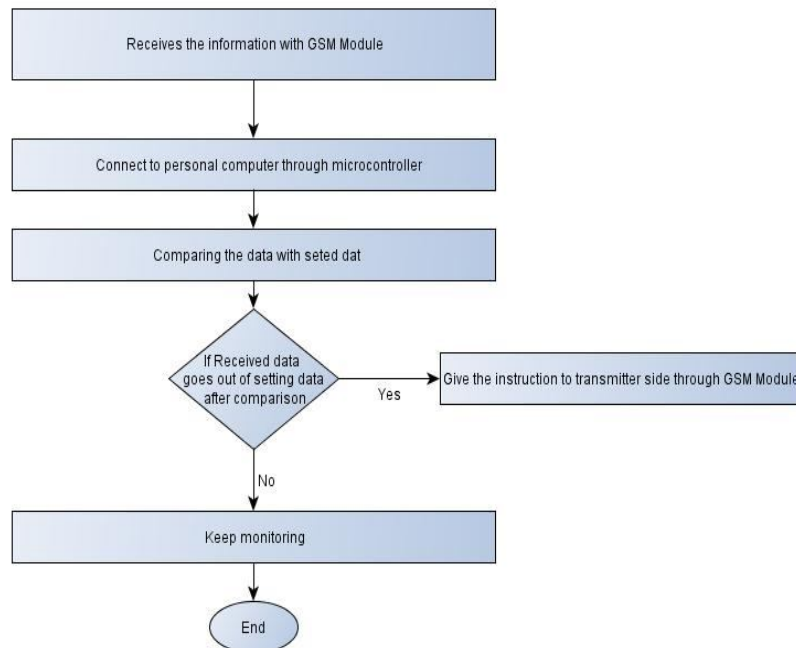 Receives the information with GSM Module
Connect to personal computer through microcontroller
Comparing the data with seted dat
If Received data
goes out of setting data
after comparison
Yes
Give the instruction to transmitter side through GSM Module
No
Keep monitoring
End